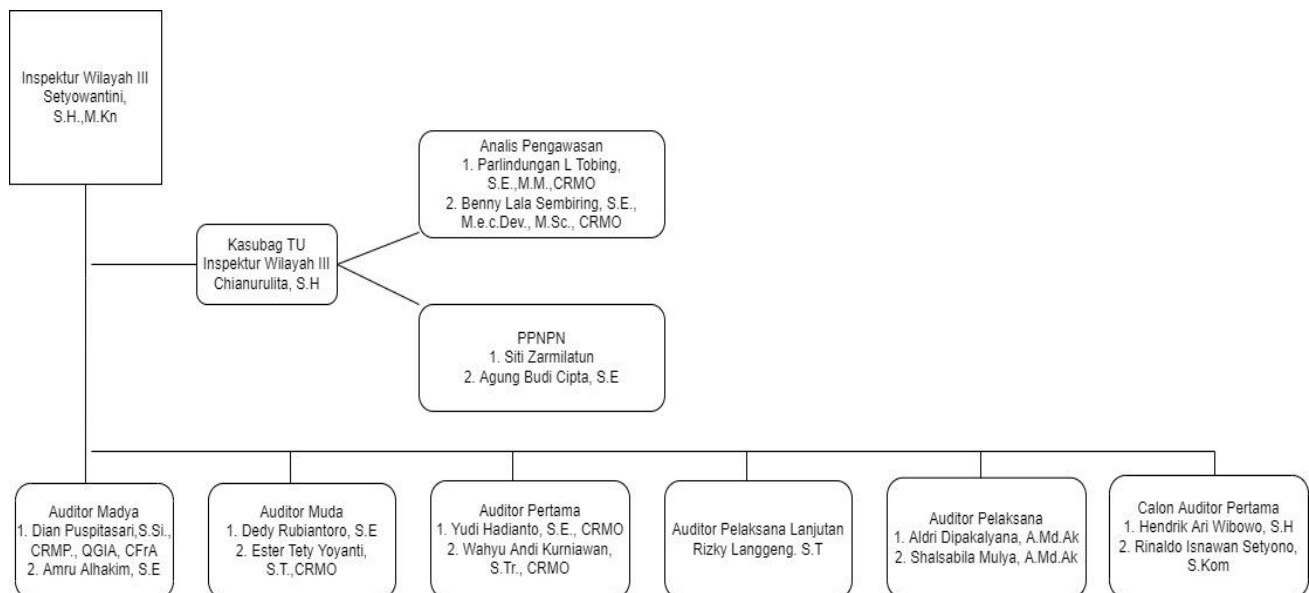 Inspektur Wilayah III
Setyowantini,
S.H.,M.Kn
Analis Pengawasan
1. Parlindungan L Tobing,
S.E.,M.M.,CRMO
2. Benny Lala Sembiring, S.E.,
M.e.c.Dev., M.Sc., CRMO
Kasubag TU
Inspektur Wilayah III
Chianurulita, S.H
PPNPN
1. Siti Zarmilatun
2. Agung Budi Cipta, S.E
Auditor Madya
1. Dian Puspitasari,S.Si.,
CRMP., QGIA, CFrA
2. Amru Alhakim, S.E
Auditor Muda
1. Dedy Rubiantoro, S.E
2. Ester Tety Yoyanti,
S.T.,CRMO
Auditor Pertama
1. Yudi Hadianto, S.E., CRMO
2. Wahyu Andi Kurniawan,
S.Tr., CRMO
Auditor Pelaksana Lanjutan
Rizky Langgeng. S.T
Auditor Pelaksana
1. Aldri Dipakalyana, A.Md.Ak
2. Shalsabila Mulya, A.Md.Ak
Calon Auditor Pertama
1. Hendrik Ari Wibowo, S.H
2. Rinaldo Isnawan Setyono,
S.Kom